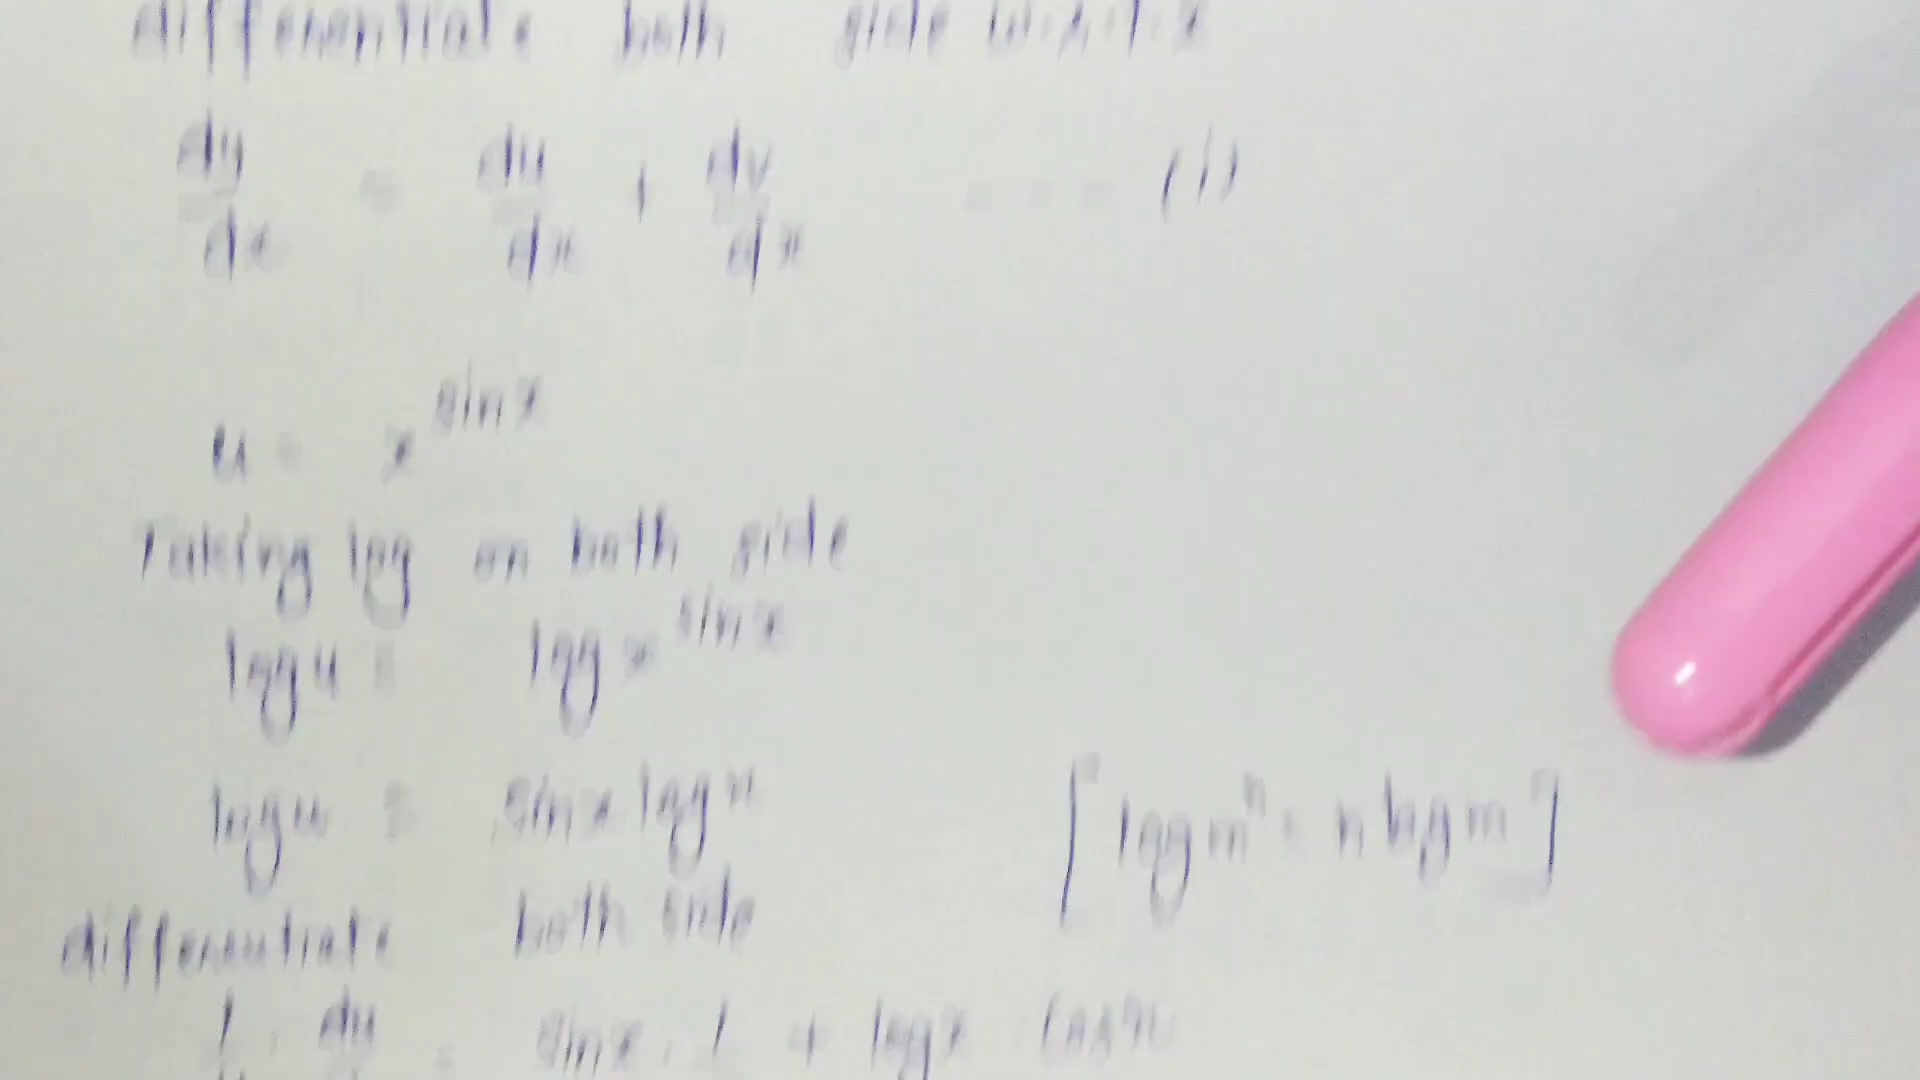 differentiate both side w.r.t.x
dy/dx = du/dx + dv/dx - - - (i)
u = x^sinx
Taking log on both side
log u = log x^sinx
log u = sinx log x [log m^n = n log m]
differentiate both side
1/u . du = sinx . 1 + log x . cosx